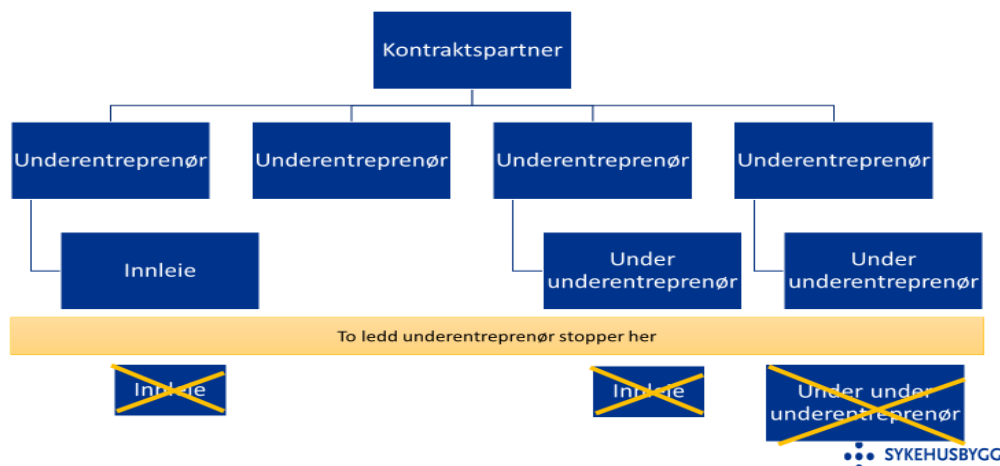 Kontraktspartner
Underentreprenør
Underentreprenør
Underentreprenør
Underentreprenør
Innleie
Under
underentreprenør
Under
underentreprenør
To ledd underentreprenør stopper her
Innleie
Innleie
Under under
underentreprenør
SYKEHUSBYGG